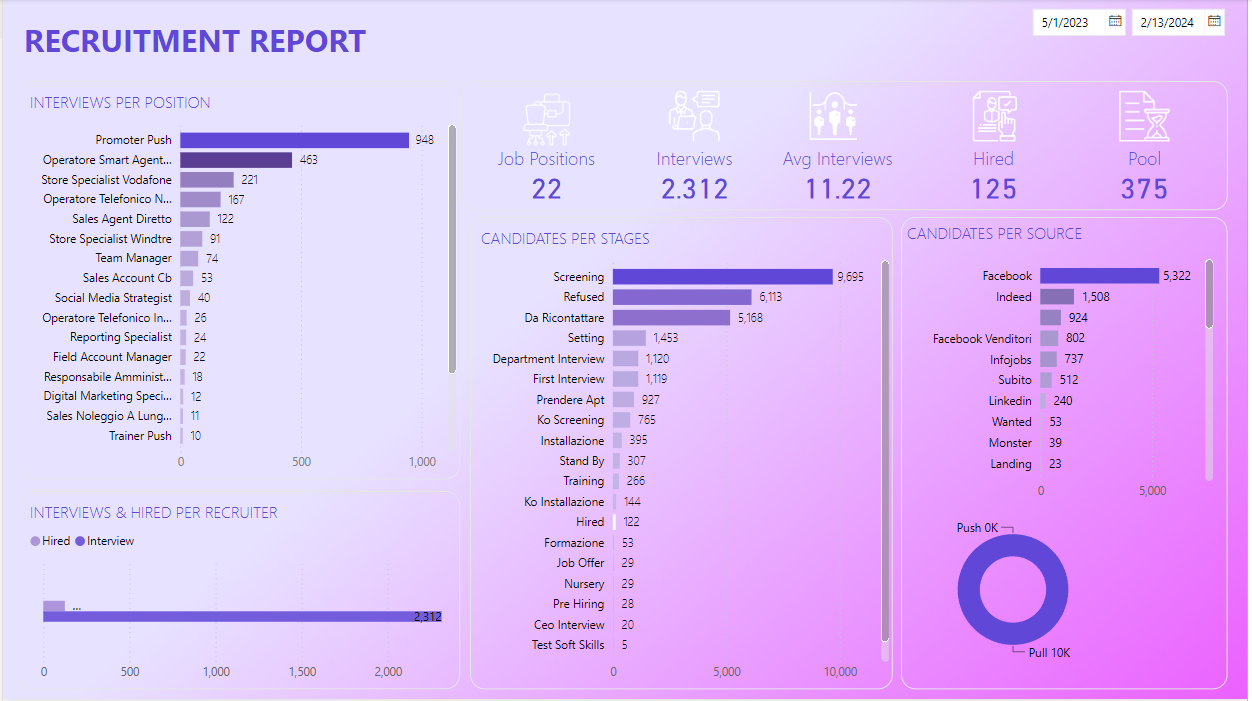 RECRUITMENT REPORT
5/1/2023
2/13/2024
INTERVIEWS PER POSITION
Promoter Push 948
Operatore Smart Agent... 463
Store Specialist Vodafone 221
Operatore Telefonico N... 167
Sales Agent Diretto 122
Store Specialist Windtre 91
Team Manager 74
Sales Account Cb 53
Social Media Strategist 40
Operatore Telefonico In... 26
Reporting Specialist 24
Field Account Manager 22
Responsabile Amminist... 18
Digital Marketing Speci... 12
Sales Noleggio A Lung... 11
Trainer Push 10
0 500 1,000
Job Positions
22
Interviews
2.312
Avg Interviews
11.22
Hired
125
Pool
375
INTERVIEWS & HIRED PER RECRUITER
Hired Interview
...
2,312
0 500 1,000 1,500 2,000
CANDIDATES PER STAGES
Screening 9,695
Refused 6,113
Da Ricontattare 5,168
Setting 1,453
Department Interview 1,120
First Interview 1,119
Prendere Apt 927
Ko Screening 765
Installazione 395
Stand By 307
Training 266
Ko Installazione 144
Hired 122
Formazione 53
Job Offer 29
Nursery 29
Pre Hiring 28
Ceo Interview 20
Test Soft Skills 5
0 5,000 10,000
CANDIDATES PER SOURCE
Facebook 5,322
Indeed 1,508
924
Facebook Venditori 802
Infojobs 737
Subito 512
Linkedin 240
Wanted 53
Monster 39
Landing 23
0 5,000
Push 0K
Pull 10K